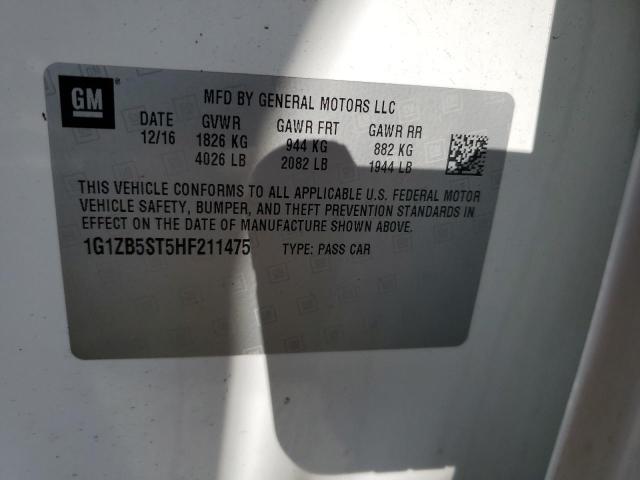 GM
MFD BY GENERAL MOTORS LLC
DATE GVWR GAWR FRT GAWR RR
12/16 1826 KG 944 KG 882 KG
4026 LB 2082 LB 1944 LB
THIS VEHICLE CONFORMS TO ALL APPLICABLE U.S. FEDERAL MOTOR
VEHICLE SAFETY, BUMPER, AND THEFT PREVENTION STANDARDS IN
EFFECT ON THE DATE OF MANUFACTURE SHOWN ABOVE.
1G1ZB5ST5HF211475 TYPE: PASS CAR